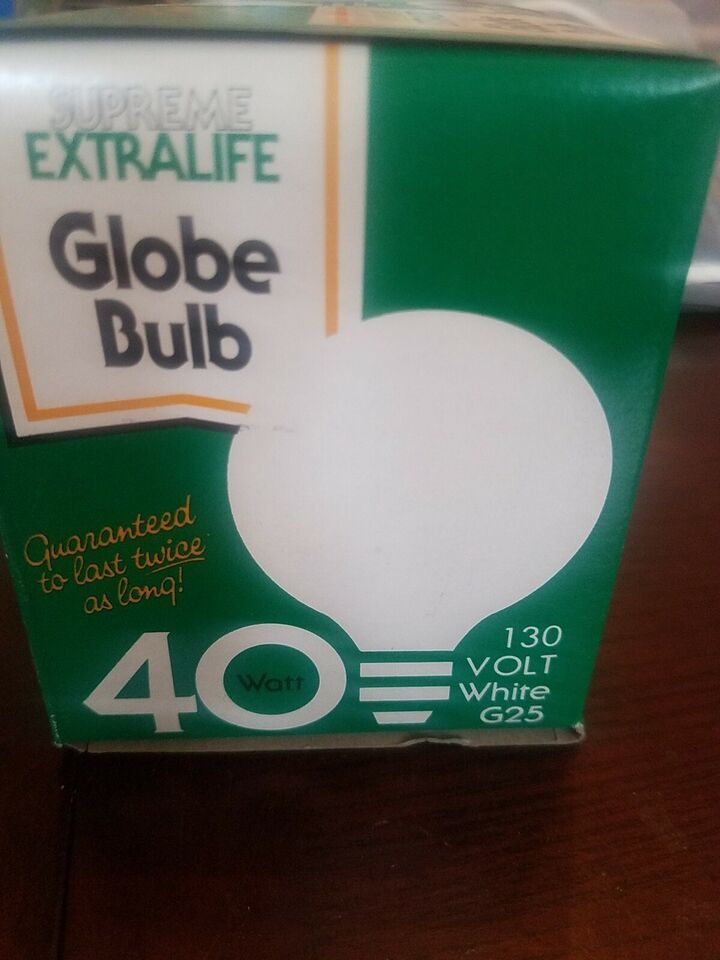 SUPREME
EXTRALIFE
Globe
Bulb
Guaranteed
to last twice
as long!
40 Watt
130
VOLT
White
G25